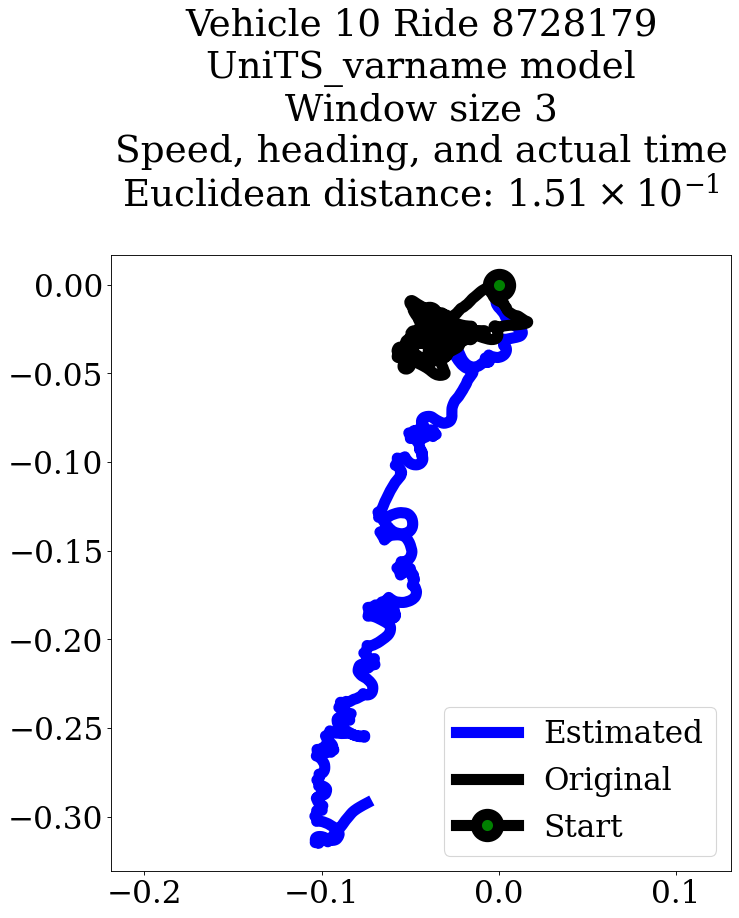 Vehicle 10 Ride 8728179
UniTS_varname model
Window size 3
Speed, heading, and actual time
Euclidean distance: 1.51 × 10⁻¹
0.00
−0.05
−0.10
−0.15
−0.20
−0.25
−0.30
Estimated
Original
Start
−0.2 −0.1 0.0 0.1